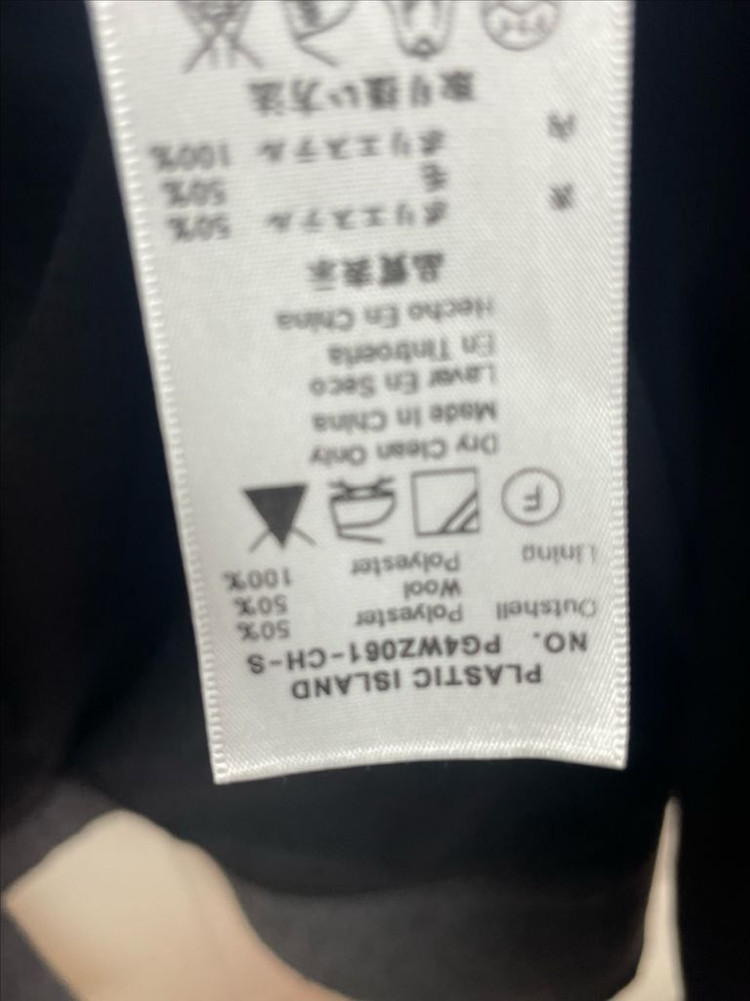 PLASTIC ISLAND
NO. PG4WZ061-CH-S
Outshell Polyester 50%
Wool 50%
Lining Polyester 100%
F
Dry Clean Only
Made In China
Lavar En Seco
En Tintroeria
Hecho En China
品質表示
表 ポリエステル 50%
毛 50%
内 ポリエステル 100%
取り扱い方法